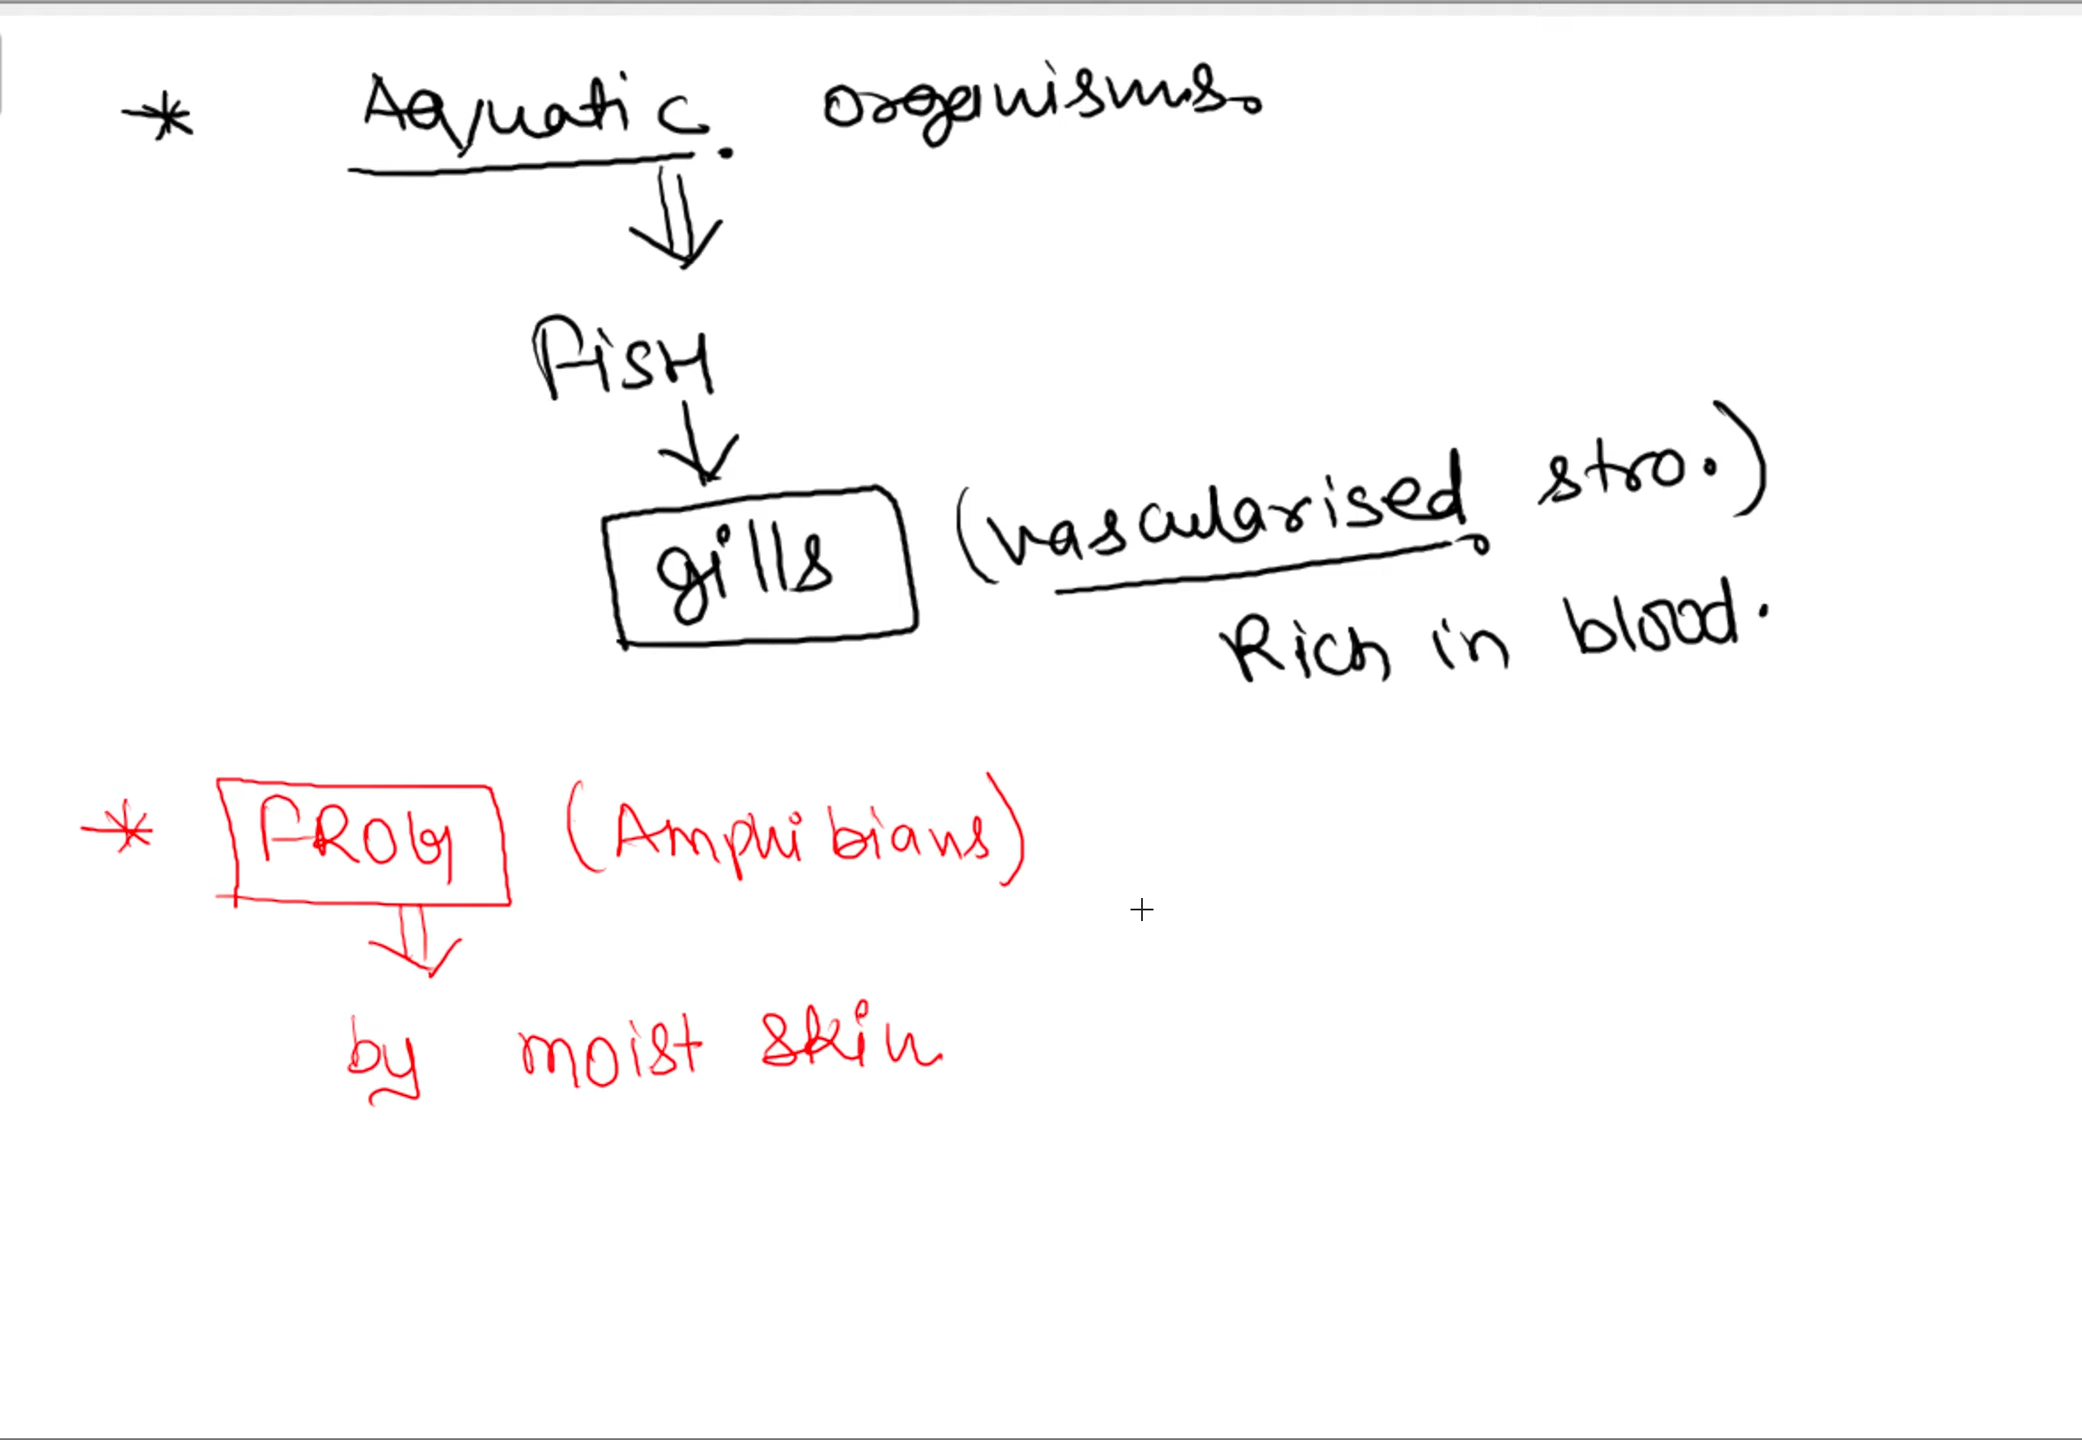 * Aquatic. organisms.
FisH
gills (vascularised stro.)
Rich in blood.
* FROG (Amphibians)
by moist skin